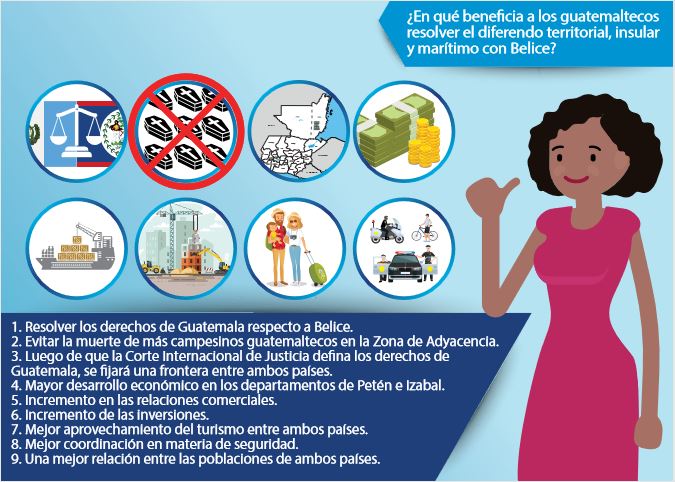 ¿En qué beneficia a los guatemaltecos
resolver el diferendo territorial, insular
y marítimo con Belice?
1. Resolver los derechos de Guatemala respecto a Belice.
2. Evitar la muerte de más campesinos guatemaltecos en la Zona de Adyacencia.
3. Luego de que la Corte Internacional de Justicia defina los derechos de
Guatemala, se fijará una frontera entre ambos países.
4. Mayor desarrollo económico en los departamentos de Petén e Izabal.
5. Incremento en las relaciones comerciales.
6. Incremento de las inversiones.
7. Mejor aprovechamiento del turismo entre ambos países.
8. Mejor coordinación en materia de seguridad.
9. Una mejor relación entre las poblaciones de ambos países.